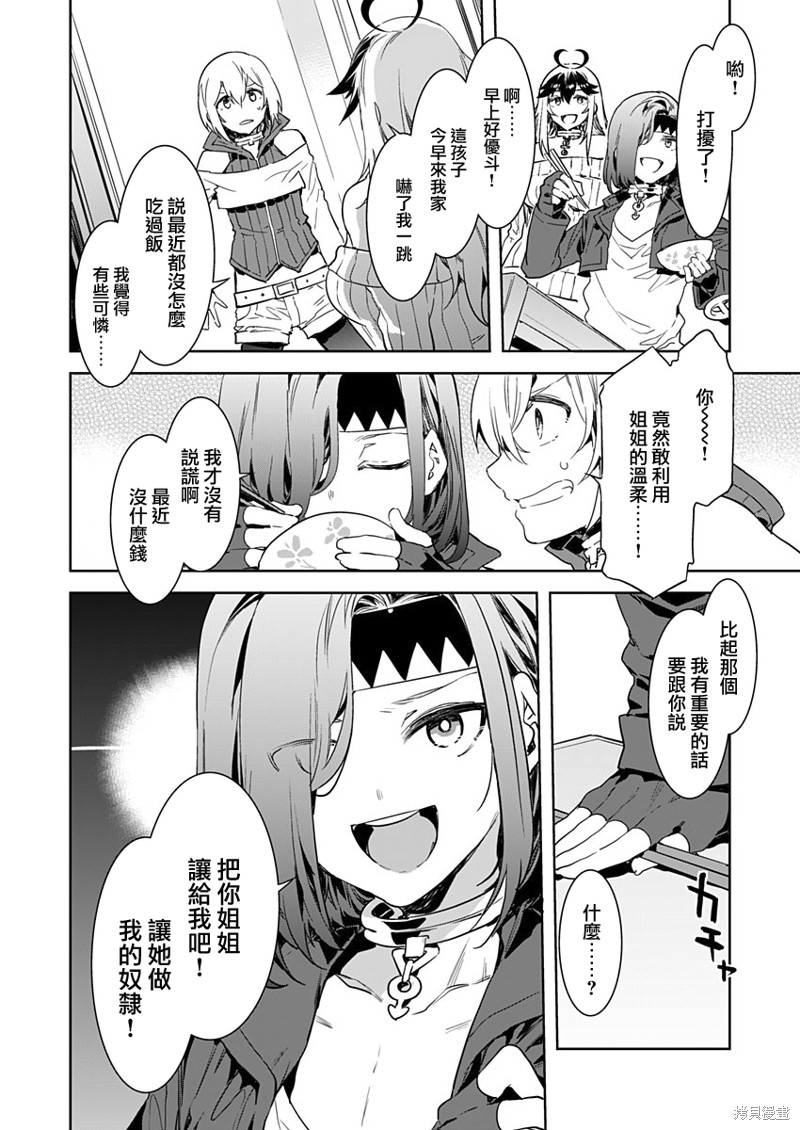 喲！
打擾了！
啊……
早上好優斗！
這孩子
今早來我家
嚇了我一跳
說最近都沒怎麼
吃過飯
我覺得
有些可憐……
你～～！
竟然敢利用
姐姐的溫柔……！
我才沒有
說謊啊
最近
沒什麼錢
比起那個
我有重要的話
要跟你説
カチャ
什麼……？
把你姐姐
讓給我吧！
讓她做
我的奴隸！
拷貝漫畫